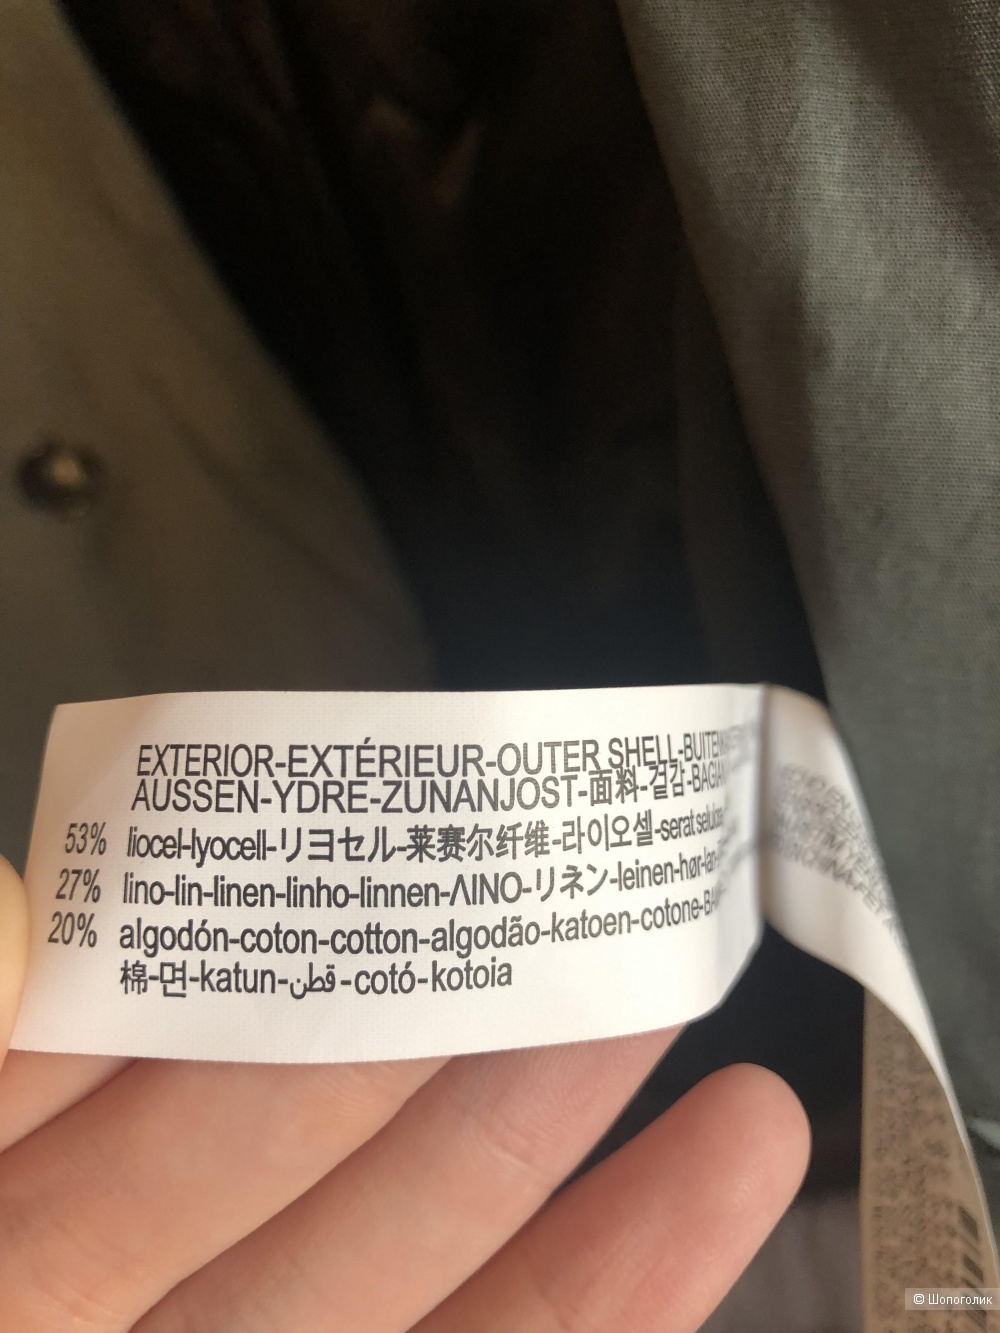 EXTERIOR-EXTÉRIEUR-OUTER SHELL-
AUSSEN-YDRE-ZUNANJOST-面料-겉감-
53% liocel-lyocell-リヨセル-莱赛尔纤维-라이오셀-serat
27% lino-lin-linen-linho-linnen-ΛΙΝΟ-リネン-leinen-hør-
20% algodón-coton-cotton-algodão-katoen-cotone-
棉-면-katun-قطن-cotó-kotoia
© Шопоголик